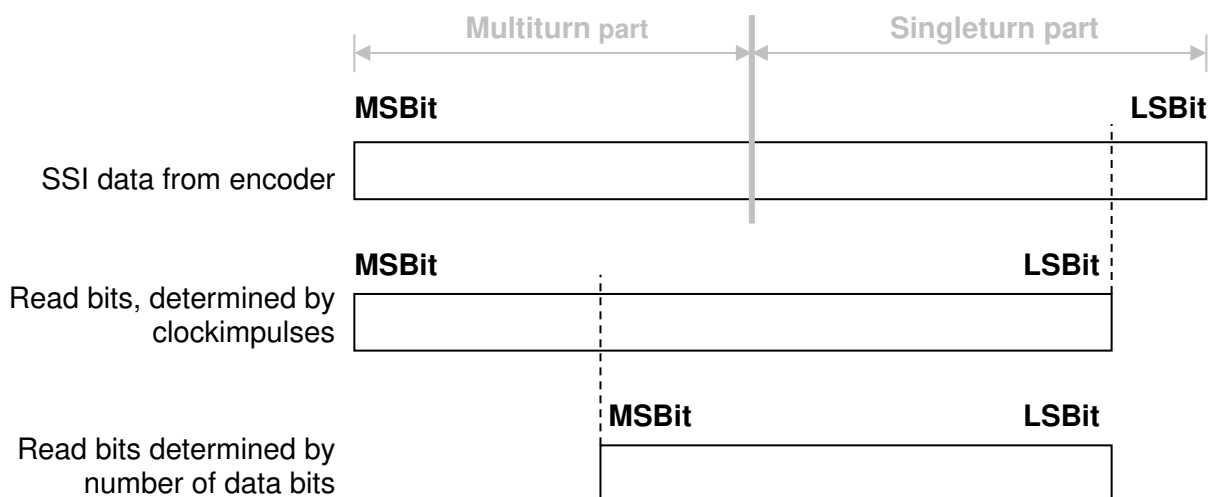 Multiturn part
Singleturn part
MSBit
LSBit
SSI data from encoder
MSBit
LSBit
Read bits, determined by
clockimpulses
MSBit
LSBit
Read bits determined by
number of data bits